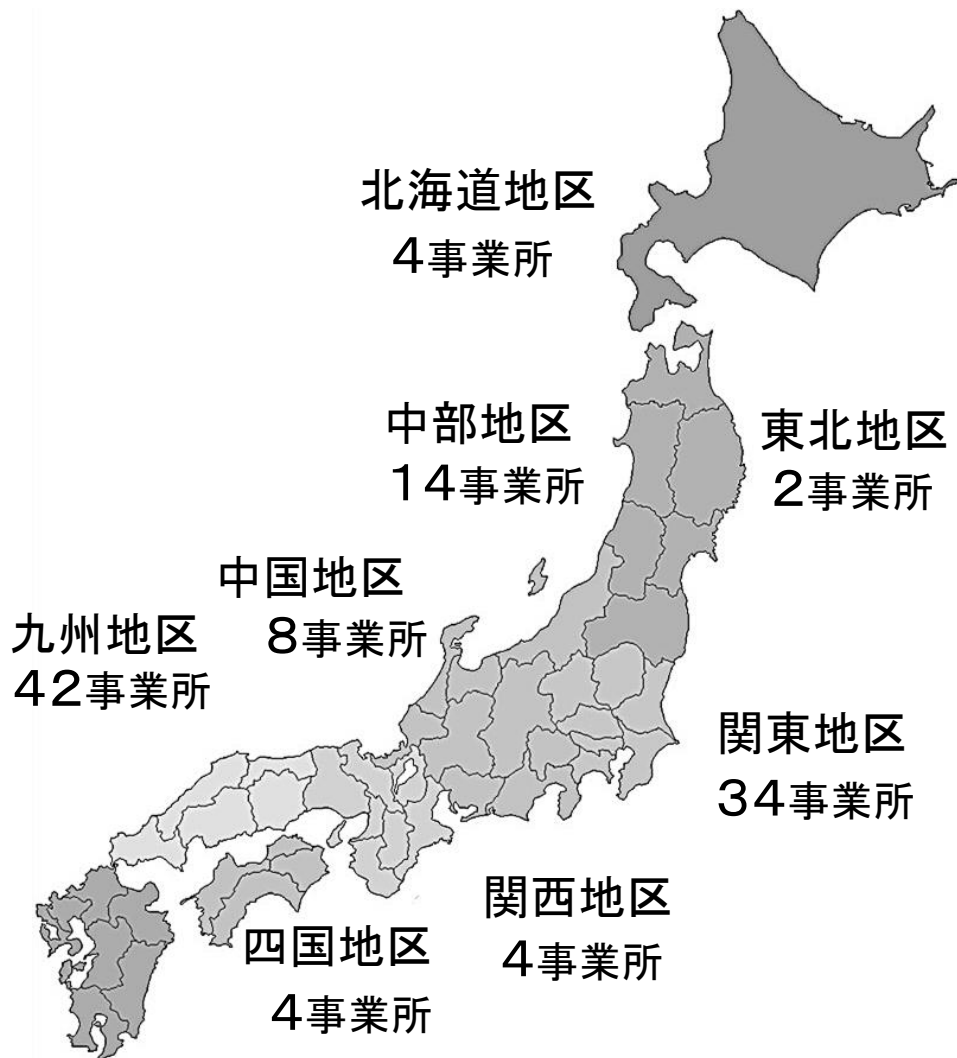 北海道地区
4事業所
中部地区
14事業所
東北地区
2事業所
中国地区
8事業所
九州地区
42事業所
関東地区
34事業所
関西地区
4事業所
四国地区
4事業所